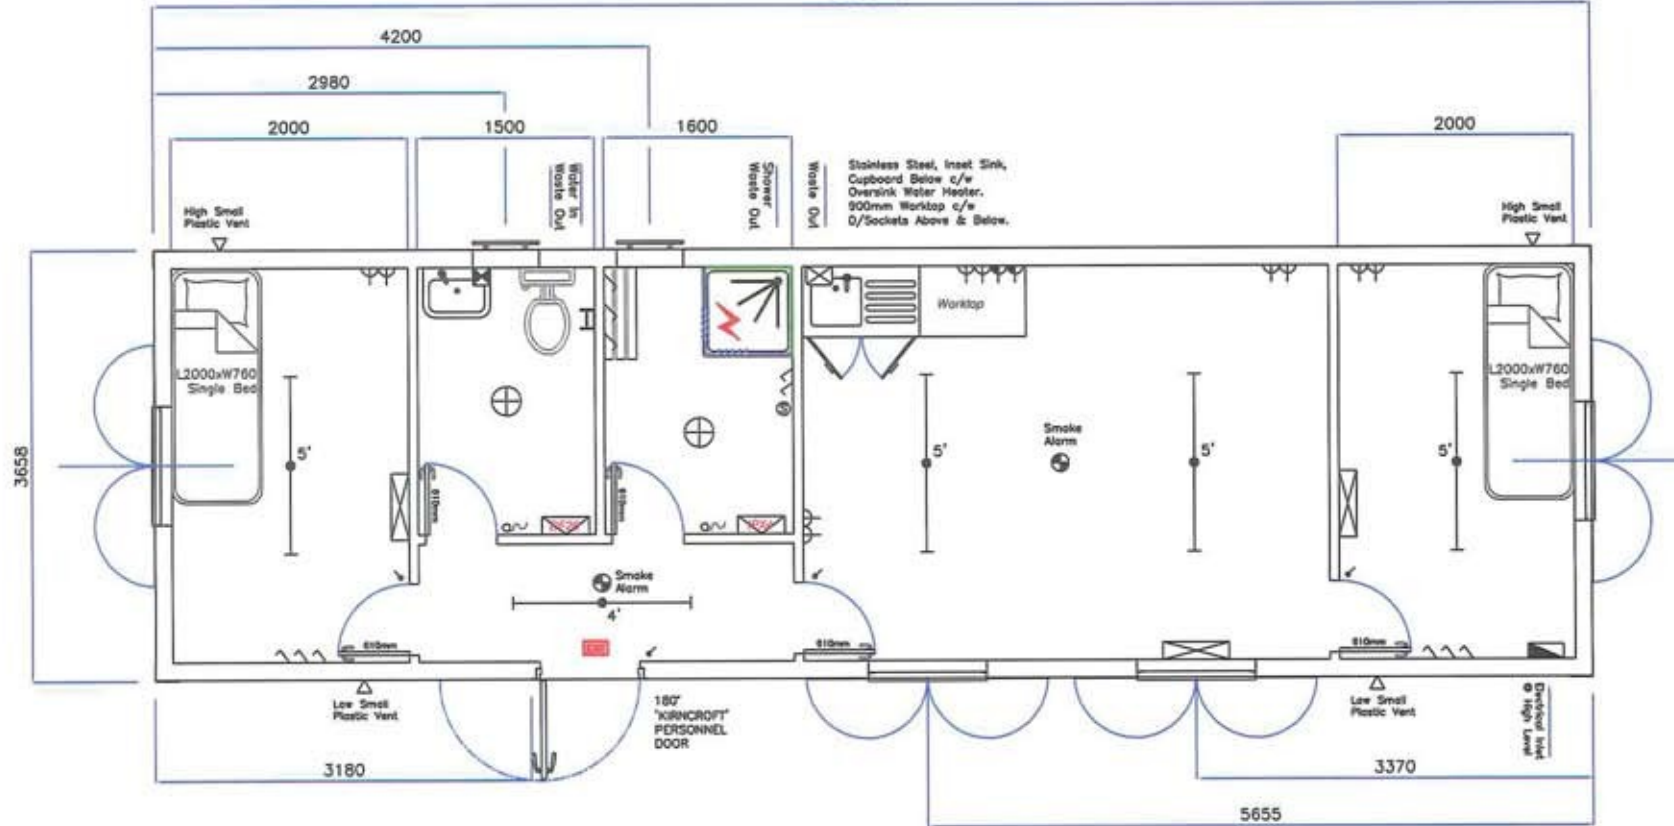 4200
2980
2000
1500
1600
2000
High Small
Plastic Vent
Water In
Waste Out
Shower
Waste Out
Waste Out
Stainless Steel, Inset Sink,
Cupboard Below c/w
Oversink Water Heater.
900mm Worktop c/w
D/Sockets Above & Below.
High Small
Plastic Vent
Worktop
L2000xW760
Single Bed
L2000xW760
Single Bed
3658
5'
Smoke
Alarm
5'
5'
5'
610mm
610mm
Smoke
Alarm
4'
610mm
610mm
610mm
Low Small
Plastic Vent
180°
"KIRNCROFT"
PERSONNEL
DOOR
Low Small
Plastic Vent
Electrical Inlet
@ High Level
3180
3370
5655